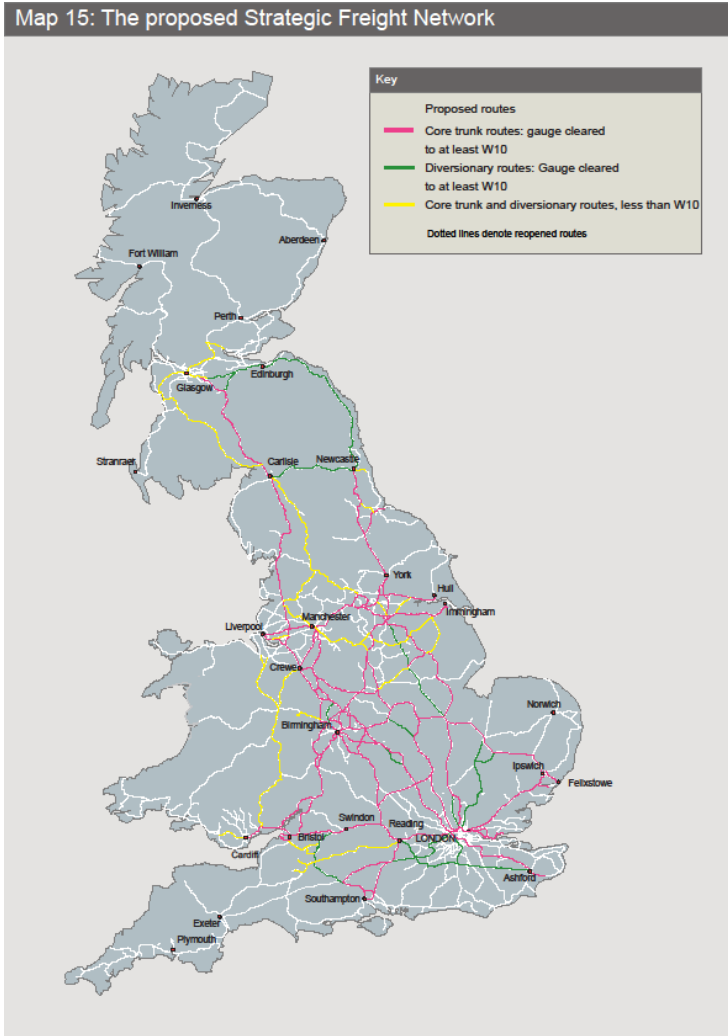 Map 15: The proposed Strategic Freight Network
Key
Proposed routes
Core trunk routes: gauge cleared
to at least W10
Diversionary routes: Gauge cleared
to at least W10
Core trunk and diversionary routes, less than W10
Dotted lines denote reopened routes
Inverness
Aberdeen
Fort William
Perth
Edinburgh
Glasgow
Stranraer
Carlisle
Newcastle
York
Hull
Immingham
Manchester
Liverpool
Crewe
Norwich
Birmingham
Ipswich
Felixstowe
Swindon
Reading
Bristol
LONDON
Cardiff
Ashford
Southampton
Exeter
Plymouth